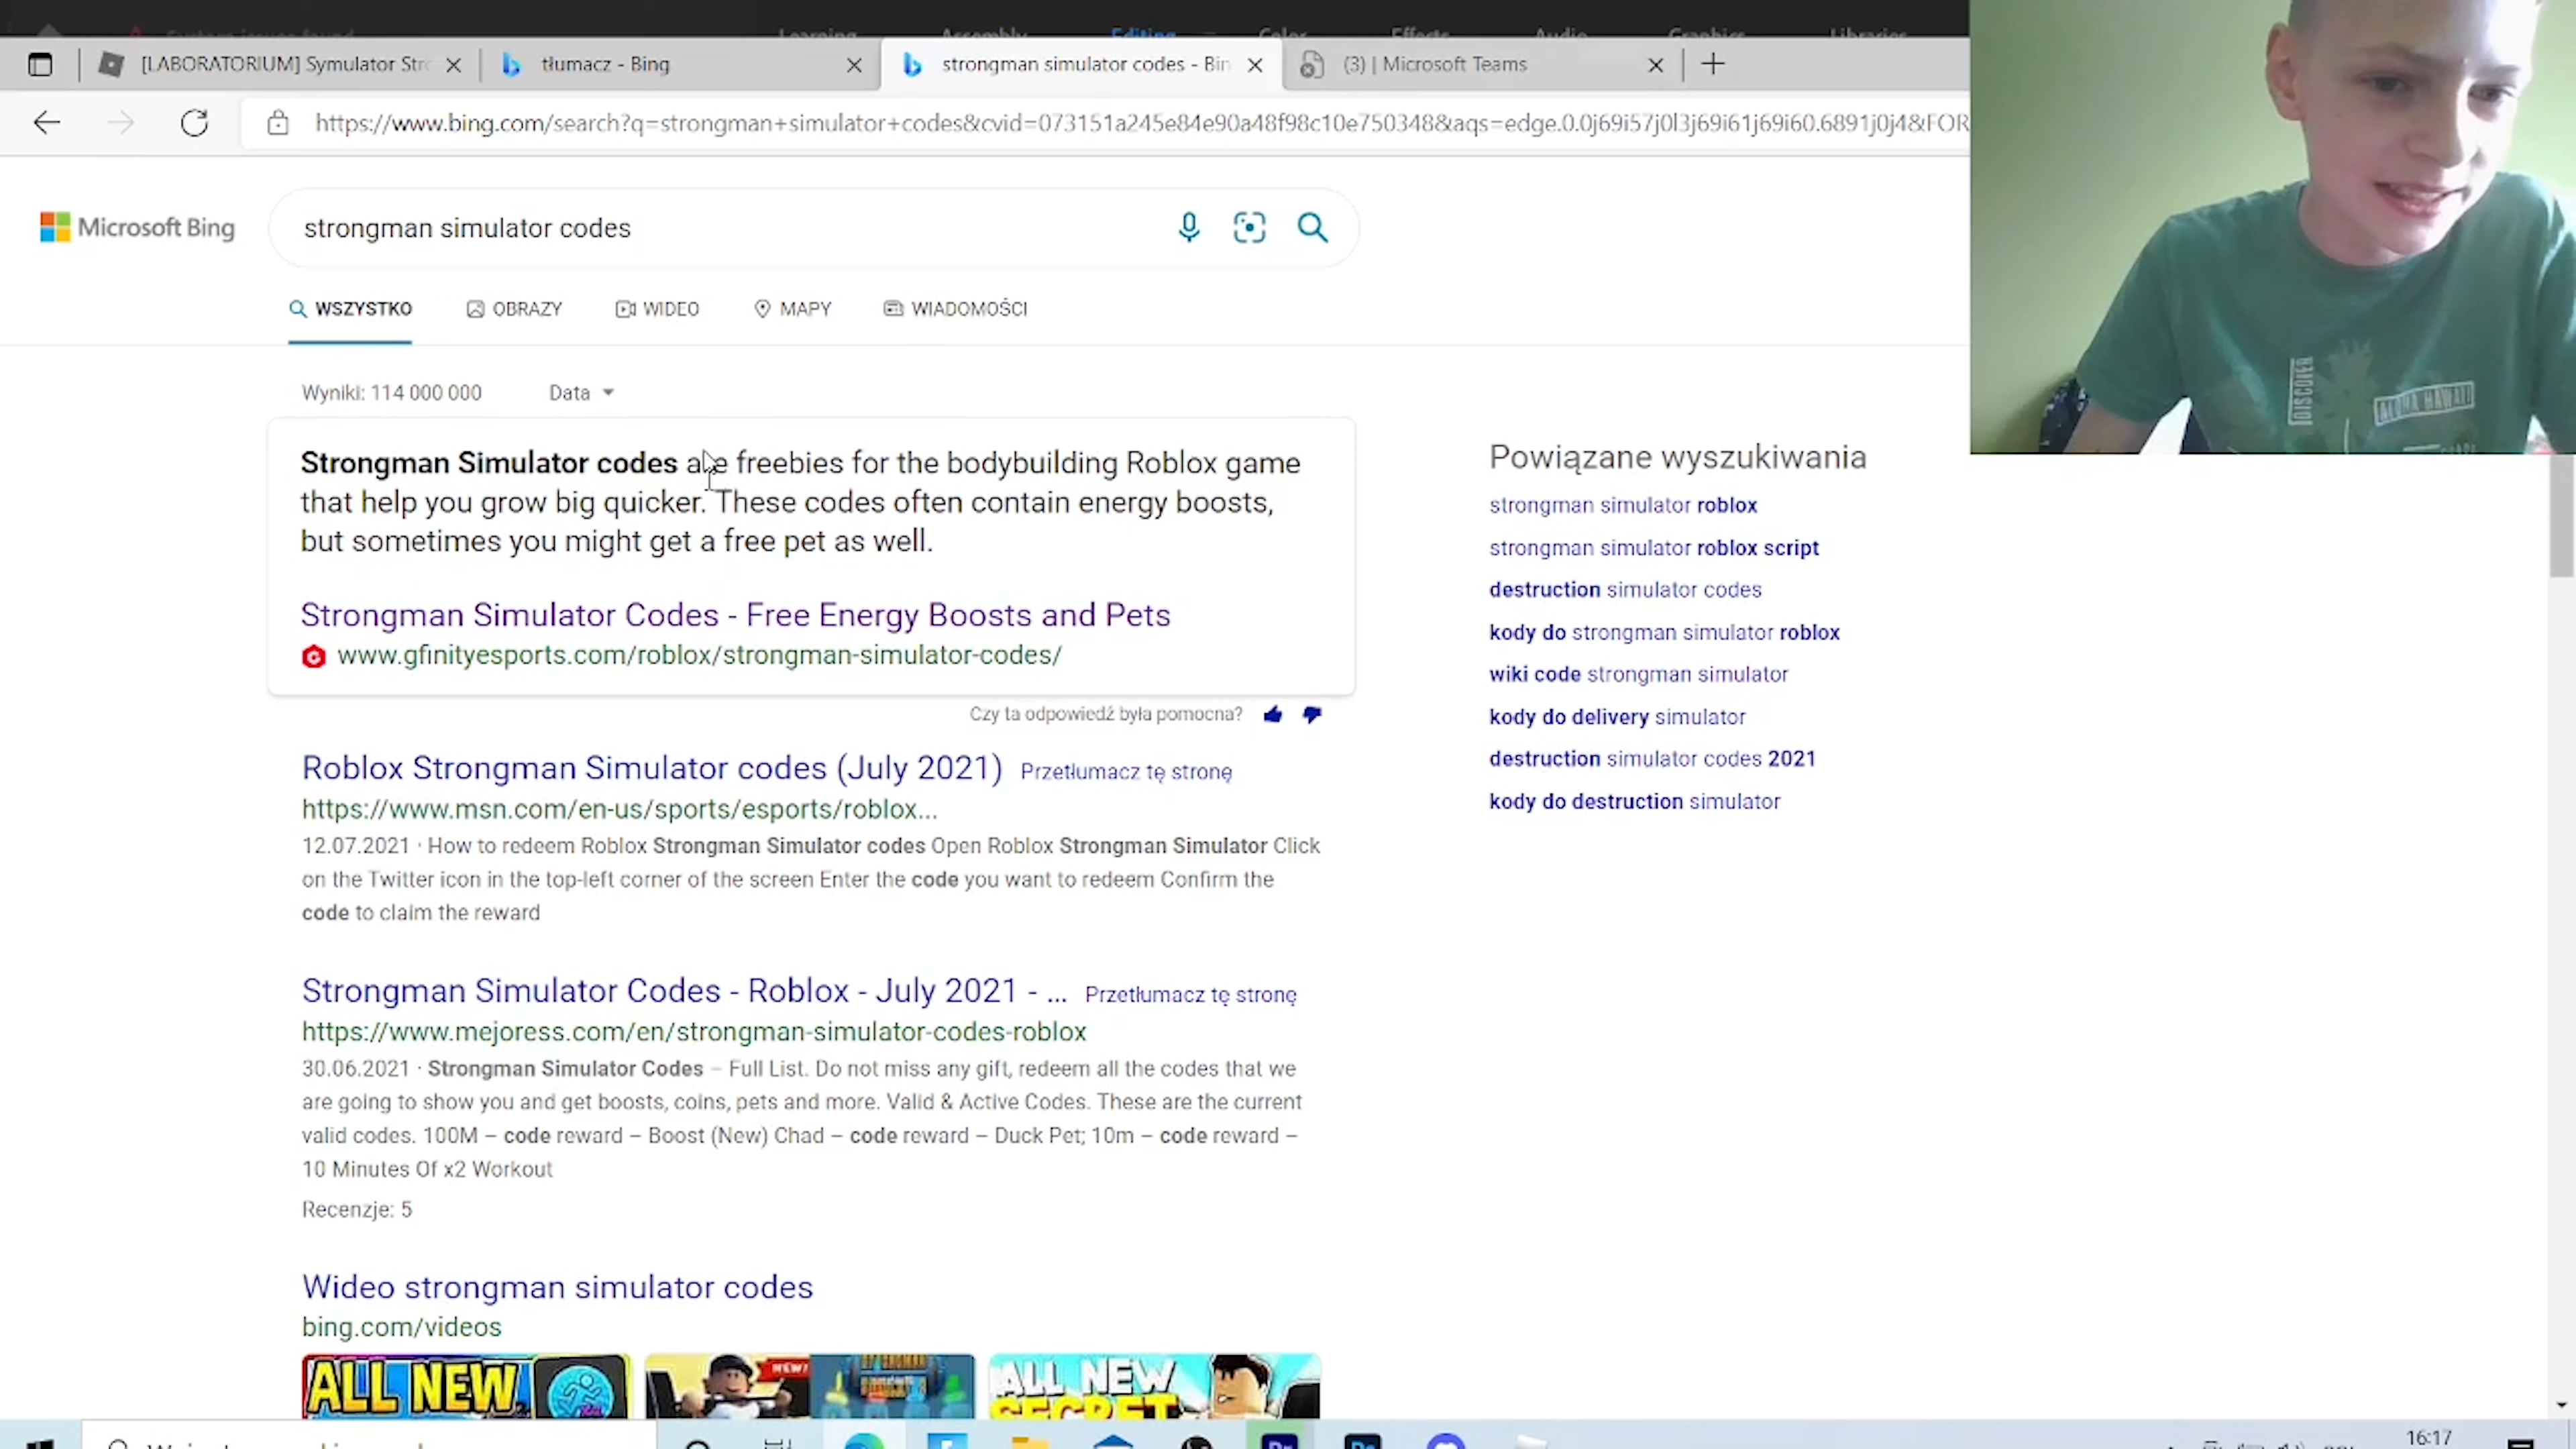 Learning Assembly Editing Color Effects Audio Graphics Libraries
[LABORATORIUM] Symulator Str
tłumacz - Bing
strongman simulator codes - Bin
(3) | Microsoft Teams
https://www.bing.com/search?q=strongman+simulator+codes&cvid=073151a245e84e90a48f98c10e750348&aqs=edge.0.0j69i57j0l3j69i61j69i60.6891j0j4&FOR
Microsoft Bing
strongman simulator codes
WSZYSTKO OBRAZY WIDEO MAPY WIADOMOŚCI
Wyniki: 114 000 000 Data
Strongman Simulator codes are freebies for the bodybuilding Roblox game
that help you grow big quicker. These codes often contain energy boosts,
but sometimes you might get a free pet as well.
Strongman Simulator Codes - Free Energy Boosts and Pets
www.gfinityesports.com/roblox/strongman-simulator-codes/
Czy ta odpowiedź była pomocna?
Roblox Strongman Simulator codes (July 2021) Przetłumacz tę stronę
https://www.msn.com/en-us/sports/esports/roblox...
12.07.2021 · How to redeem Roblox Strongman Simulator codes Open Roblox Strongman Simulator Click
on the Twitter icon in the top-left corner of the screen Enter the code you want to redeem Confirm the
code to claim the reward
Strongman Simulator Codes - Roblox - July 2021 - ... Przetłumacz tę stronę
https://www.mejoress.com/en/strongman-simulator-codes-roblox
30.06.2021 · Strongman Simulator Codes – Full List. Do not miss any gift, redeem all the codes that we
are going to show you and get boosts, coins, pets and more. Valid & Active Codes. These are the current
valid codes. 100M – code reward – Boost (New) Chad – code reward – Duck Pet; 10m – code reward –
10 Minutes Of x2 Workout
Recenzje: 5
Wideo strongman simulator codes
bing.com/videos
ALL NEW
NEW!
ALL NEW
SECRET
Powiązane wyszukiwania
strongman simulator roblox
strongman simulator roblox script
destruction simulator codes
kody do strongman simulator roblox
wiki code strongman simulator
kody do delivery simulator
destruction simulator codes 2021
kody do destruction simulator
DISCOVER
ALOHA HAWAII
16:17